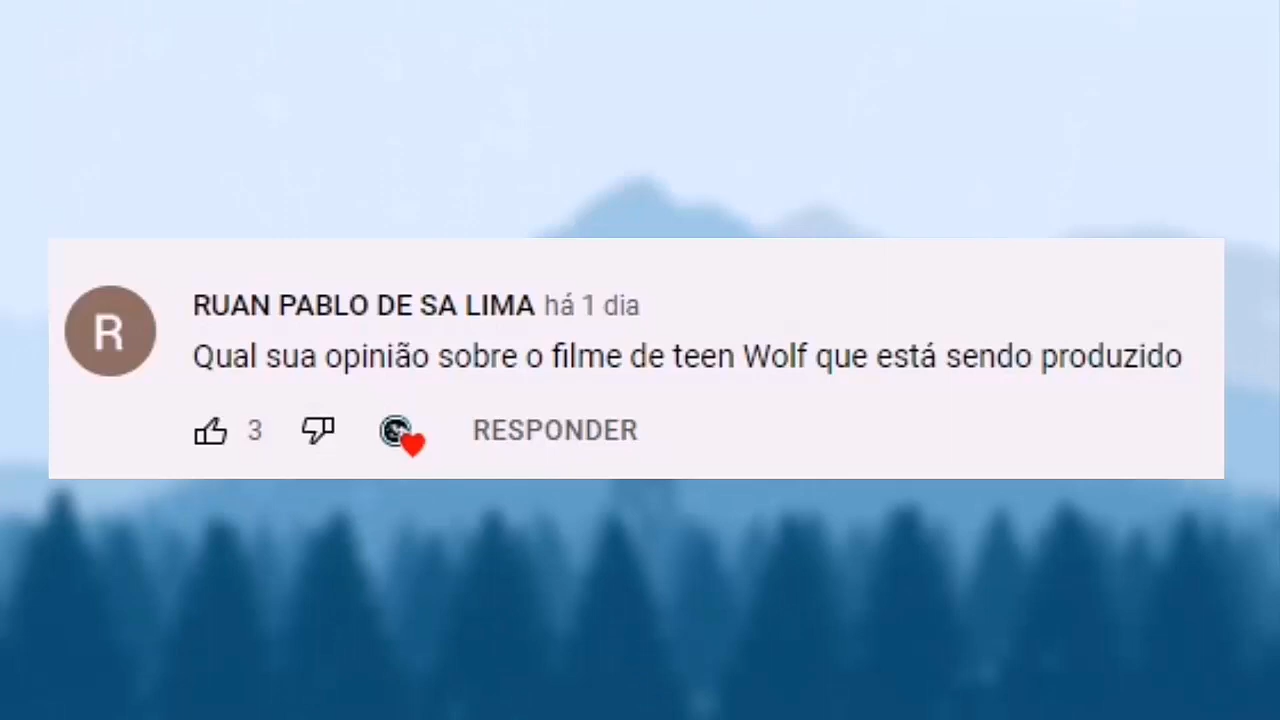 R
RUAN PABLO DE SA LIMA há 1 dia
Qual sua opinião sobre o filme de teen Wolf que está sendo produzido
3
RESPONDER